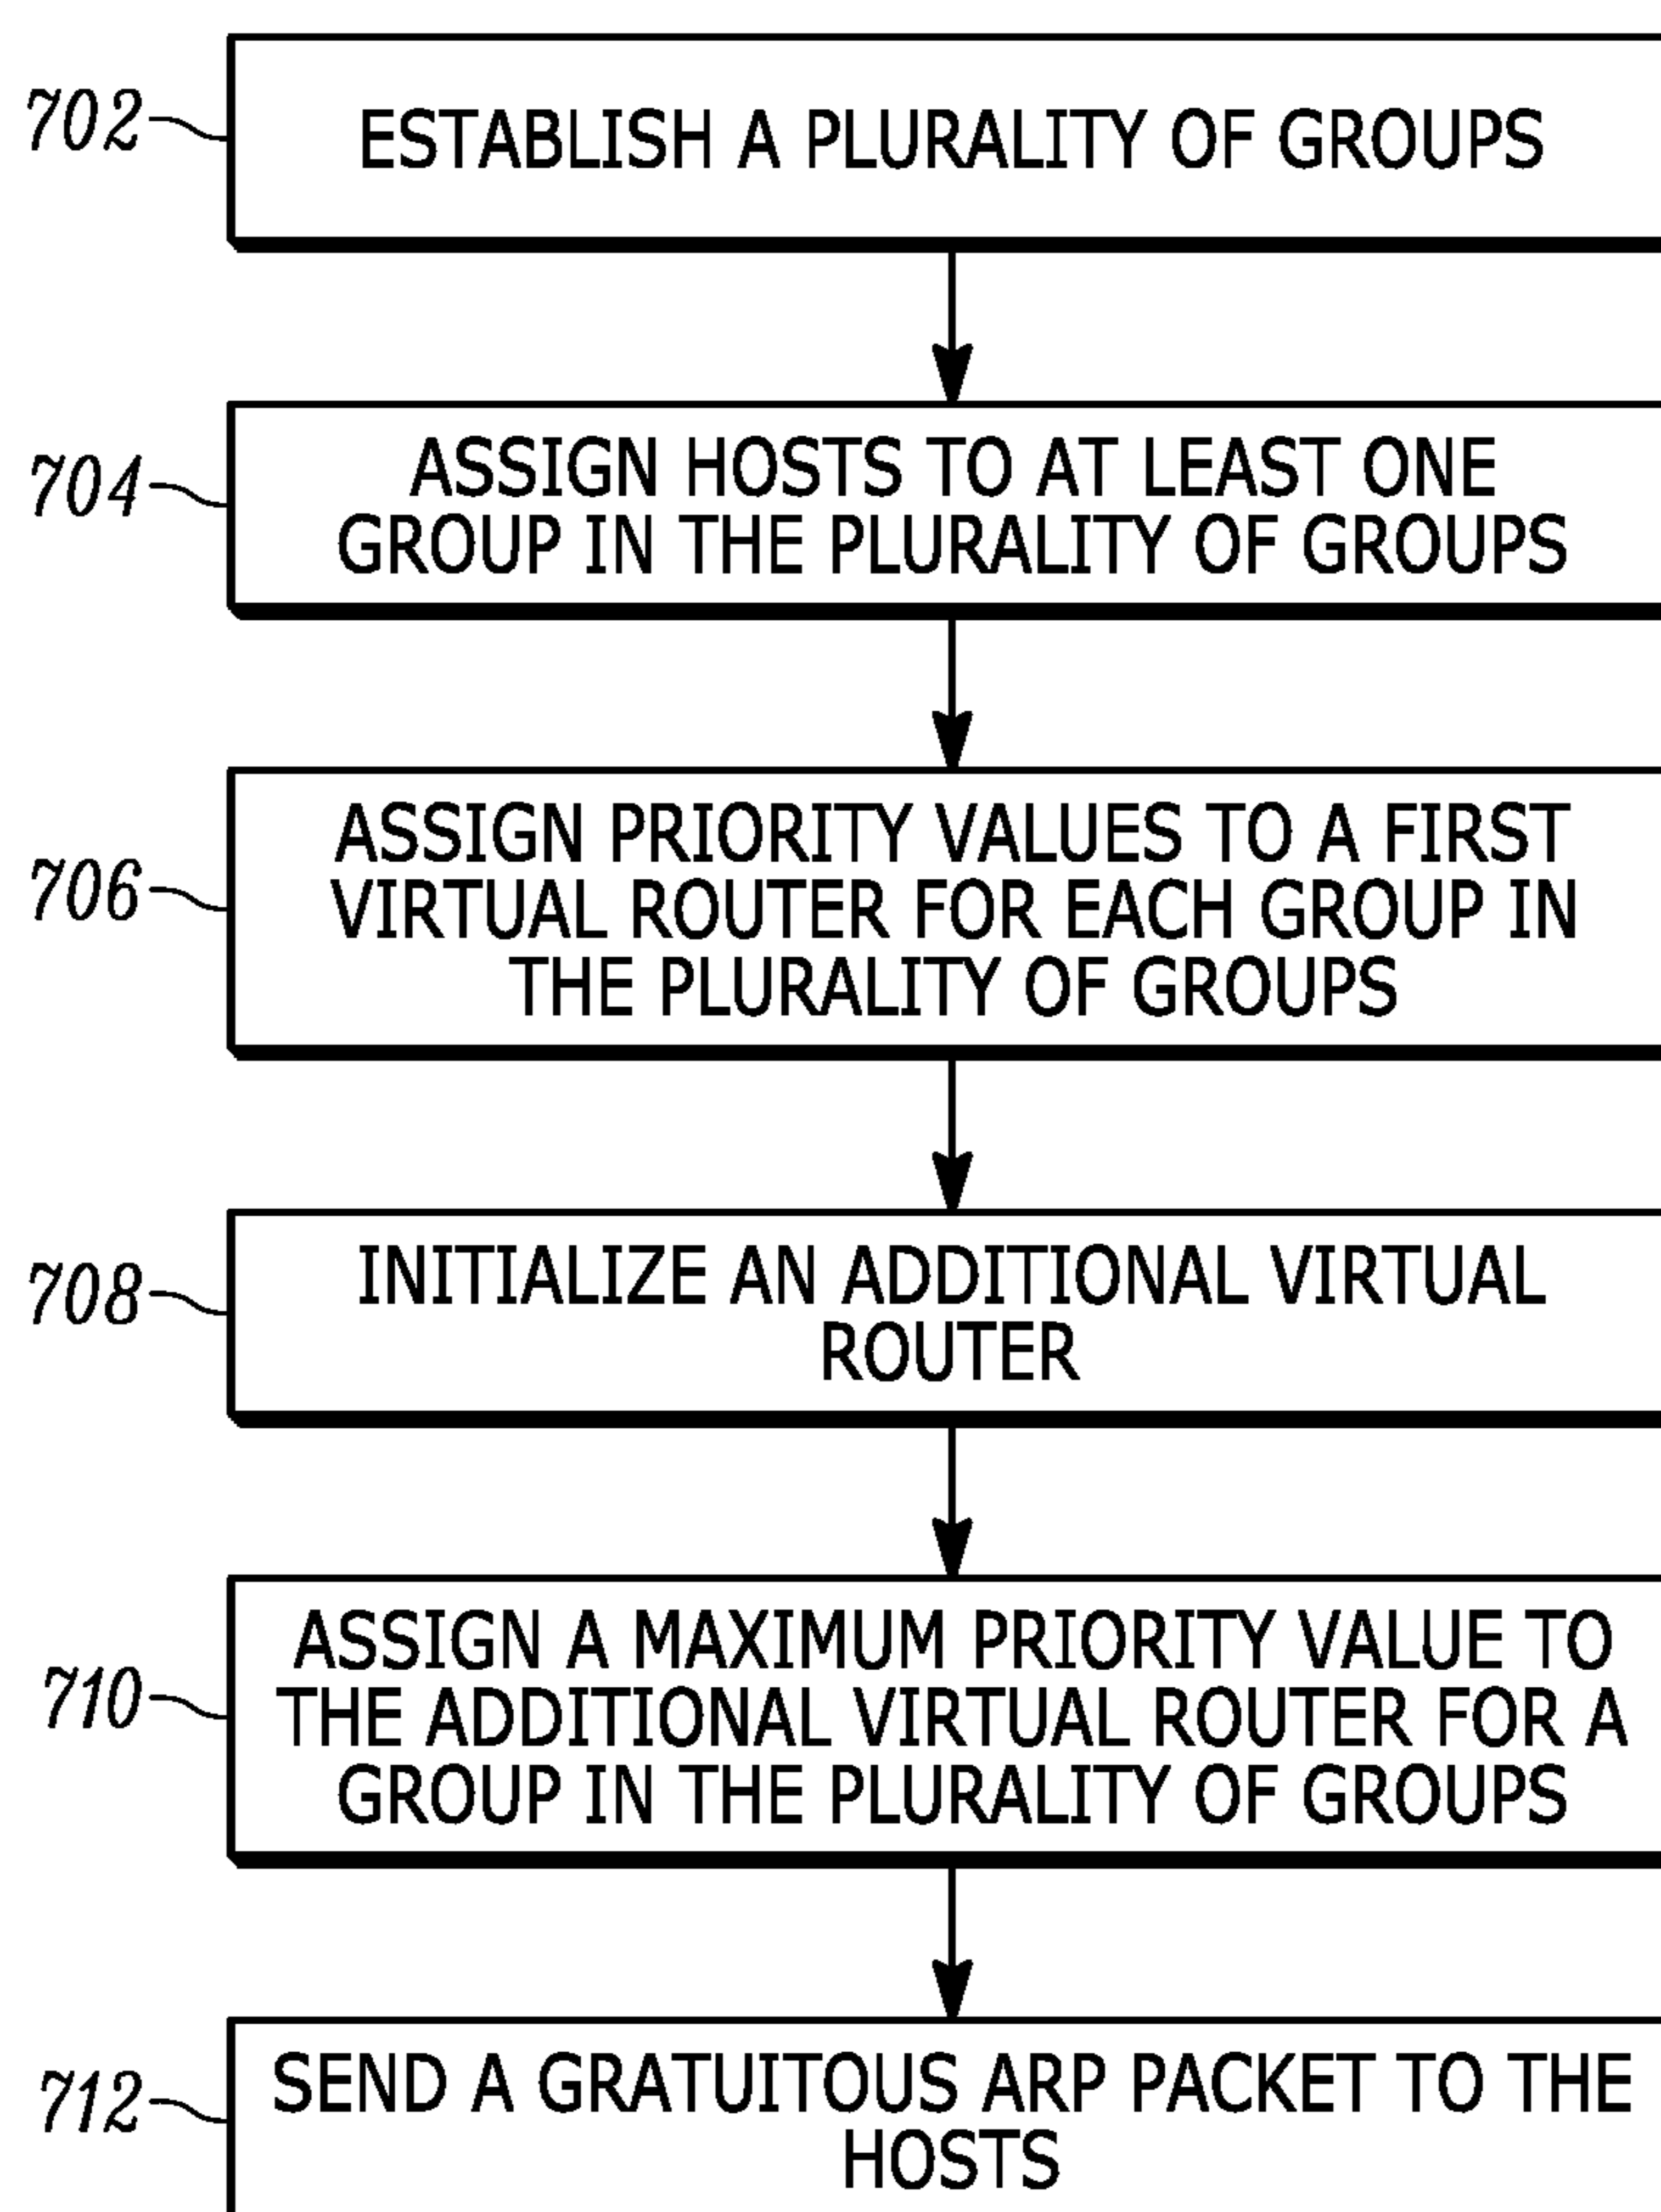 702
ESTABLISH A PLURALITY OF GROUPS
704
ASSIGN HOSTS TO AT LEAST ONE
GROUP IN THE PLURALITY OF GROUPS
706
ASSIGN PRIORITY VALUES TO A FIRST
VIRTUAL ROUTER FOR EACH GROUP IN
THE PLURALITY OF GROUPS
708
INITIALIZE AN ADDITIONAL VIRTUAL
ROUTER
710
ASSIGN A MAXIMUM PRIORITY VALUE TO
THE ADDITIONAL VIRTUAL ROUTER FOR A
GROUP IN THE PLURALITY OF GROUPS
712
SEND A GRATUITOUS ARP PACKET TO THE
HOSTS